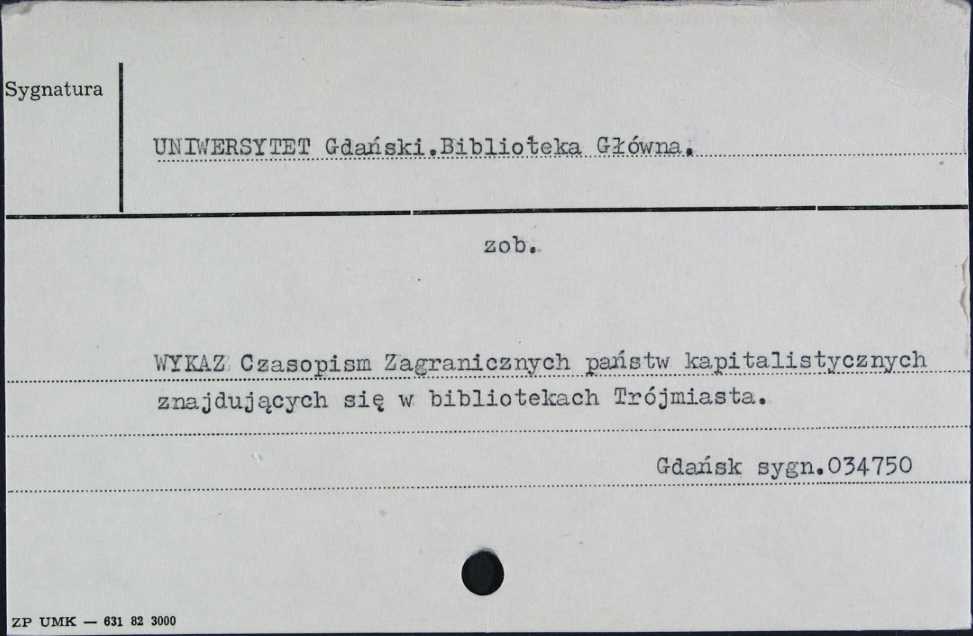 Sygnatura
UNIWERSYTET Gdański.Biblioteka Główna.
zob.
WYKAZ Czasopism Zagranicznych państw kapitalistycznych
znajdujących się w bibliotekach Trójmiasta.
Gdańsk sygn.034750
ZP UMK — 631 82 3000